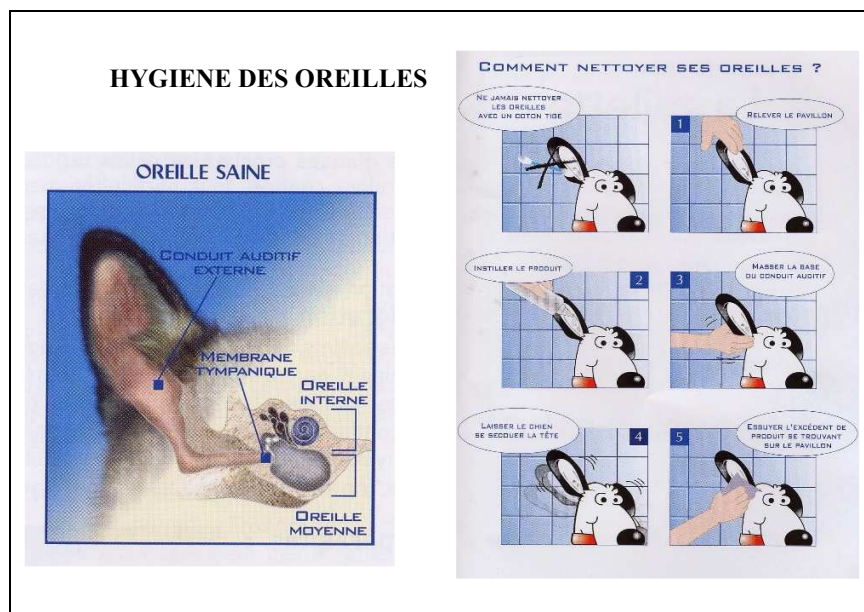 HYGIENE DES OREILLES
OREILLE SAINE
CONDUIT AUDITIF
EXTERNE
MEMBRANE
TYMPANIQUE
OREILLE
INTERNE
OREILLE
MOYENNE
COMMENT NETTOYER SES OREILLES ?
NE JAMAIS NETTOYER
LES OREILLES
AVEC UN COTON TIGE
1
RELEVER LE PAVILLON
INSTILLER LE PRODUIT
2
3
MASSER LA BASE
DU CONDUIT AUDITIF
LAISSER LE CHIEN
SE SECOUER LA TÊTE
4
5
ESSUYER L'EXCÉDENT DE
PRODUIT SE TROUVANT
SUR LE PAVILLON